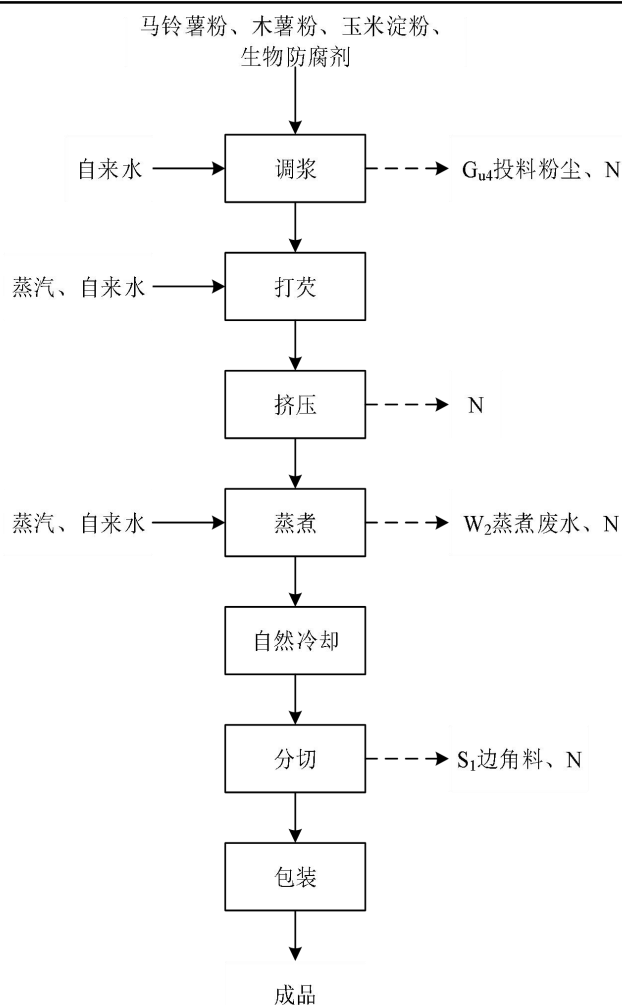 马铃薯粉、木薯粉、玉米淀粉、
生物防腐剂
自来水
调浆
Gu4投料粉尘、N
蒸汽、自来水
打芡
挤压
N
蒸汽、自来水
蒸煮
W2蒸煮废水、N
自然冷却
分切
S1边角料、N
包装
成品